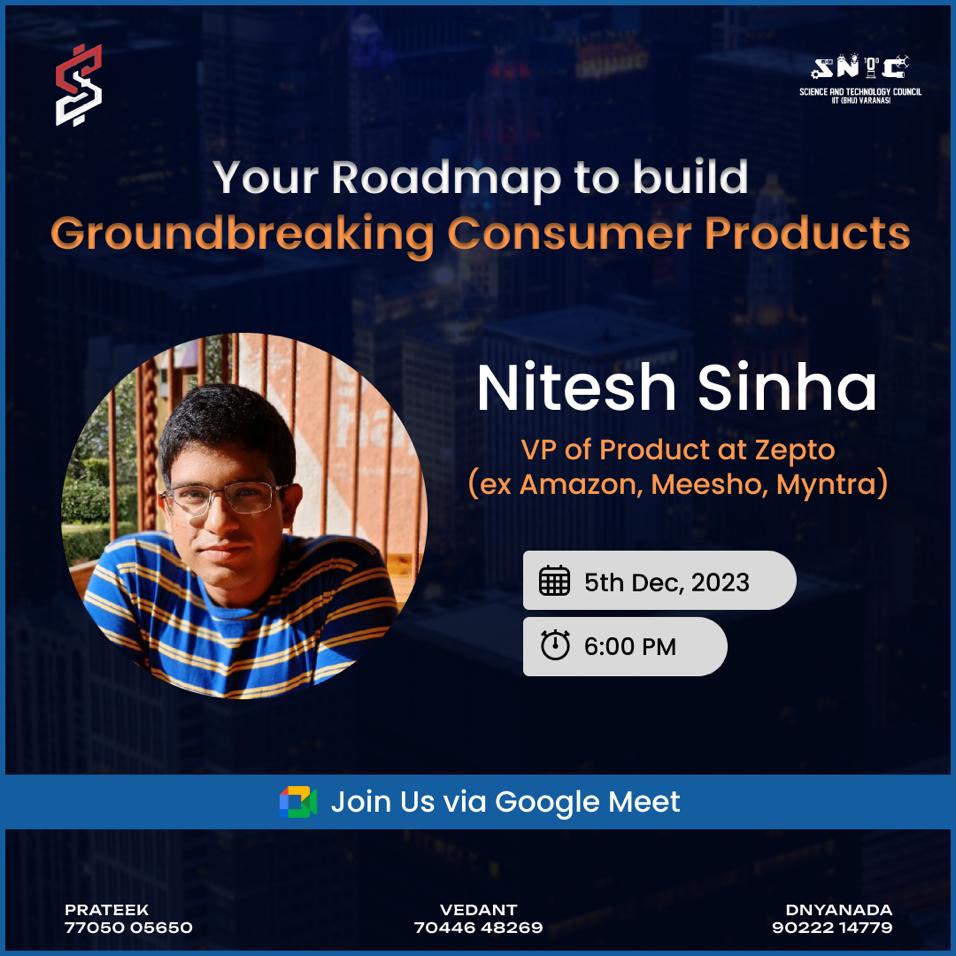 SNTC
SCIENCE AND TECHNOLOGY COUNCIL
IIT (BHU) VARANASI
Your Roadmap to build
Groundbreaking Consumer Products
Nitesh Sinha
VP of Product at Zepto
(ex Amazon, Meesho, Myntra)
5th Dec, 2023
6:00 PM
Join Us via Google Meet
PRATEEK
77050 05650
VEDANT
70446 48269
DNYANADA
90222 14779